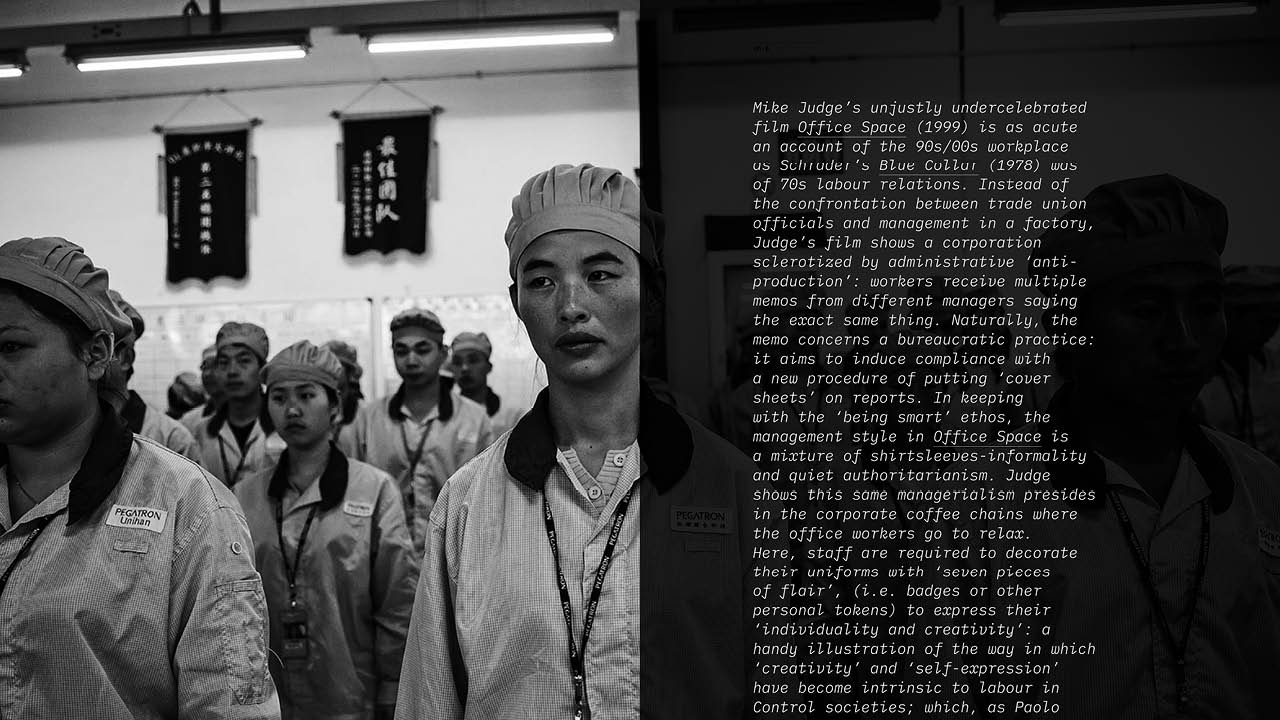 最佳團隊
PEGATRON
Unihan
PEGATRON
PEGATRON
Mike Judge’s unjustly undercelebrated
film Office Space (1999) is as acute
an account of the 90s/00s workplace
as Schrader’s Blue Collar (1978) was
of 70s labour relations. Instead of
the confrontation between trade union
officials and management in a factory,
Judge’s film shows a corporation
sclerotized by administrative ‘anti-
production’: workers receive multiple
memos from different managers saying
the exact same thing. Naturally, the
memo concerns a bureaucratic practice:
it aims to induce compliance with
a new procedure of putting ‘cover
sheets’ on reports. In keeping
with the ‘being smart’ ethos, the
management style in Office Space is
a mixture of shirtsleeves-informality
and quiet authoritarianism. Judge
shows this same managerialism presides
in the corporate coffee chains where
the office workers go to relax.
Here, staff are required to decorate
their uniforms with ‘seven pieces
of flair’, (i.e. badges or other
personal tokens) to express their
‘individuality and creativity’: a
handy illustration of the way in which
‘creativity’ and ‘self-expression’
have become intrinsic to labour in
Control societies; which, as Paolo